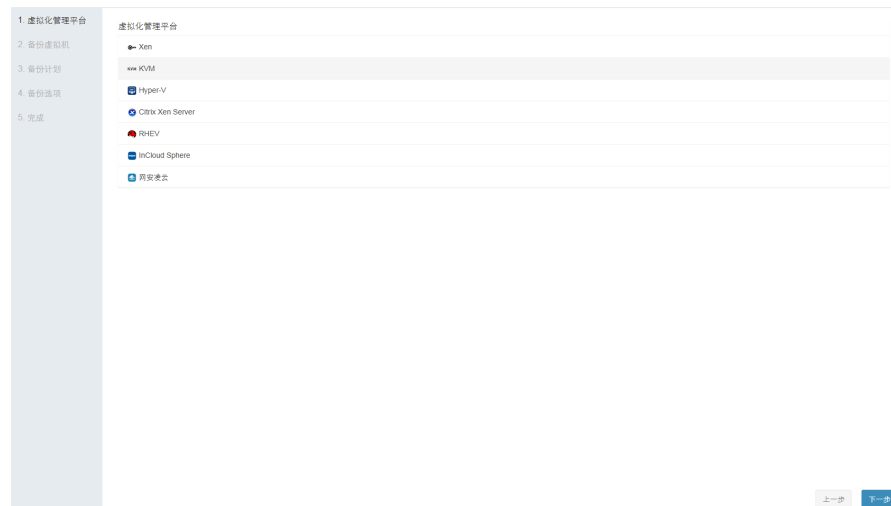 1. 虚拟化管理平台
2. 备份虚拟机
3. 备份计划
4. 备份选项
5. 完成
虚拟化管理平台
Xen
KVM KVM
Hyper-V
Citrix Xen Server
RHEV
InCloud Sphere
网安凌云
上一步
下一步